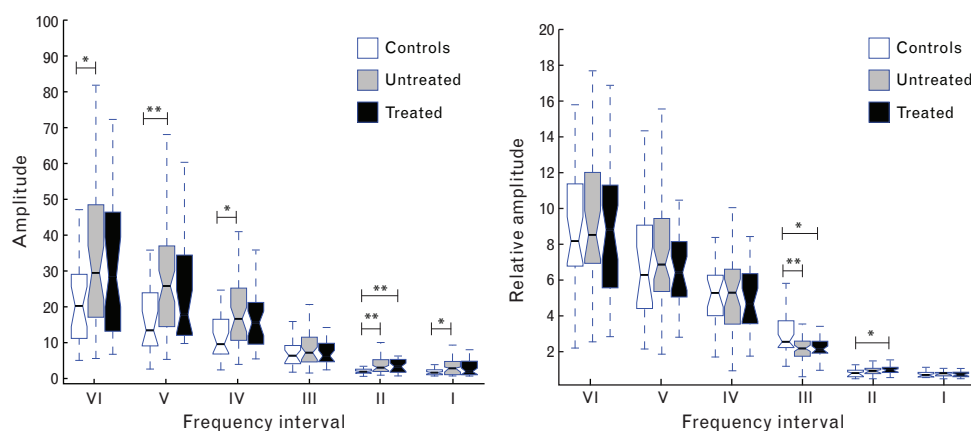 100
90
80
70
60
50
40
30
20
10
0
Amplitude
* ** * ** ** *
Controls
Untreated
Treated
VI V IV III II I
Frequency interval
20
18
16
14
12
10
8
6
4
2
Relative amplitude
* ** *
Controls
Untreated
Treated
VI V IV III II I
Frequency interval